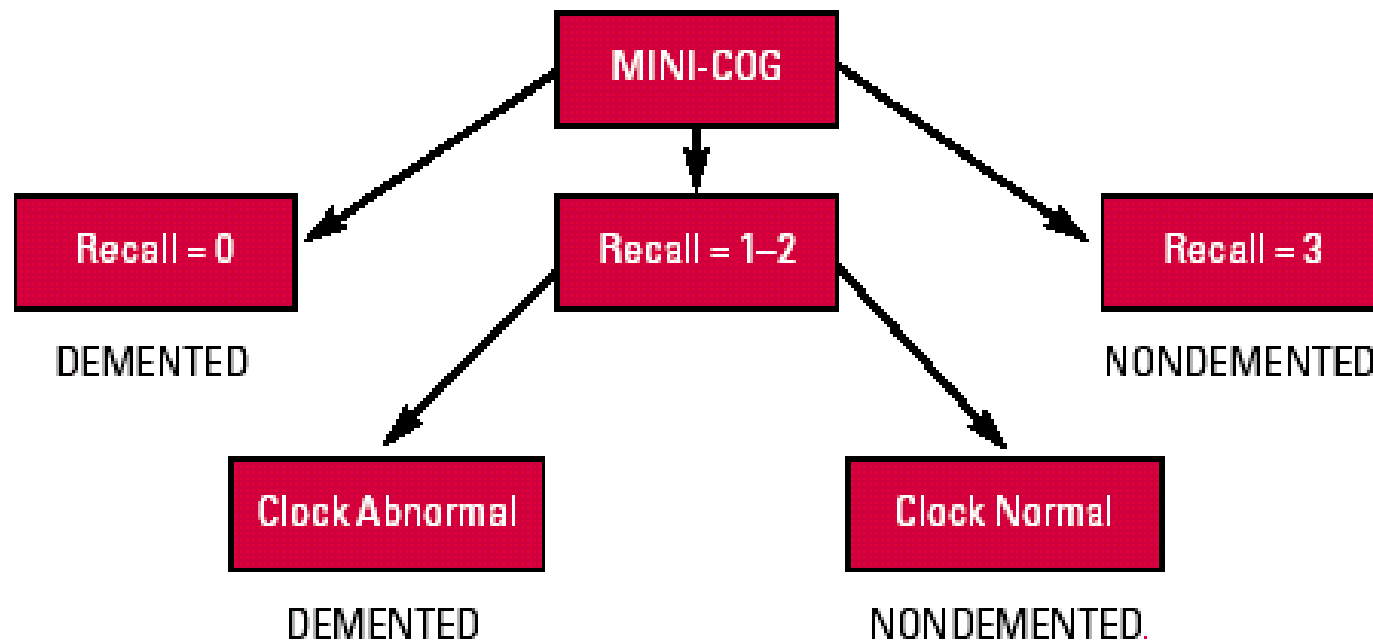 MINI-COG
Recall = 0
Recall = 1–2
Recall = 3
DEMENTED
NONDEMENTED
Clock Abnormal
Clock Normal
DEMENTED
NONDEMENTED.